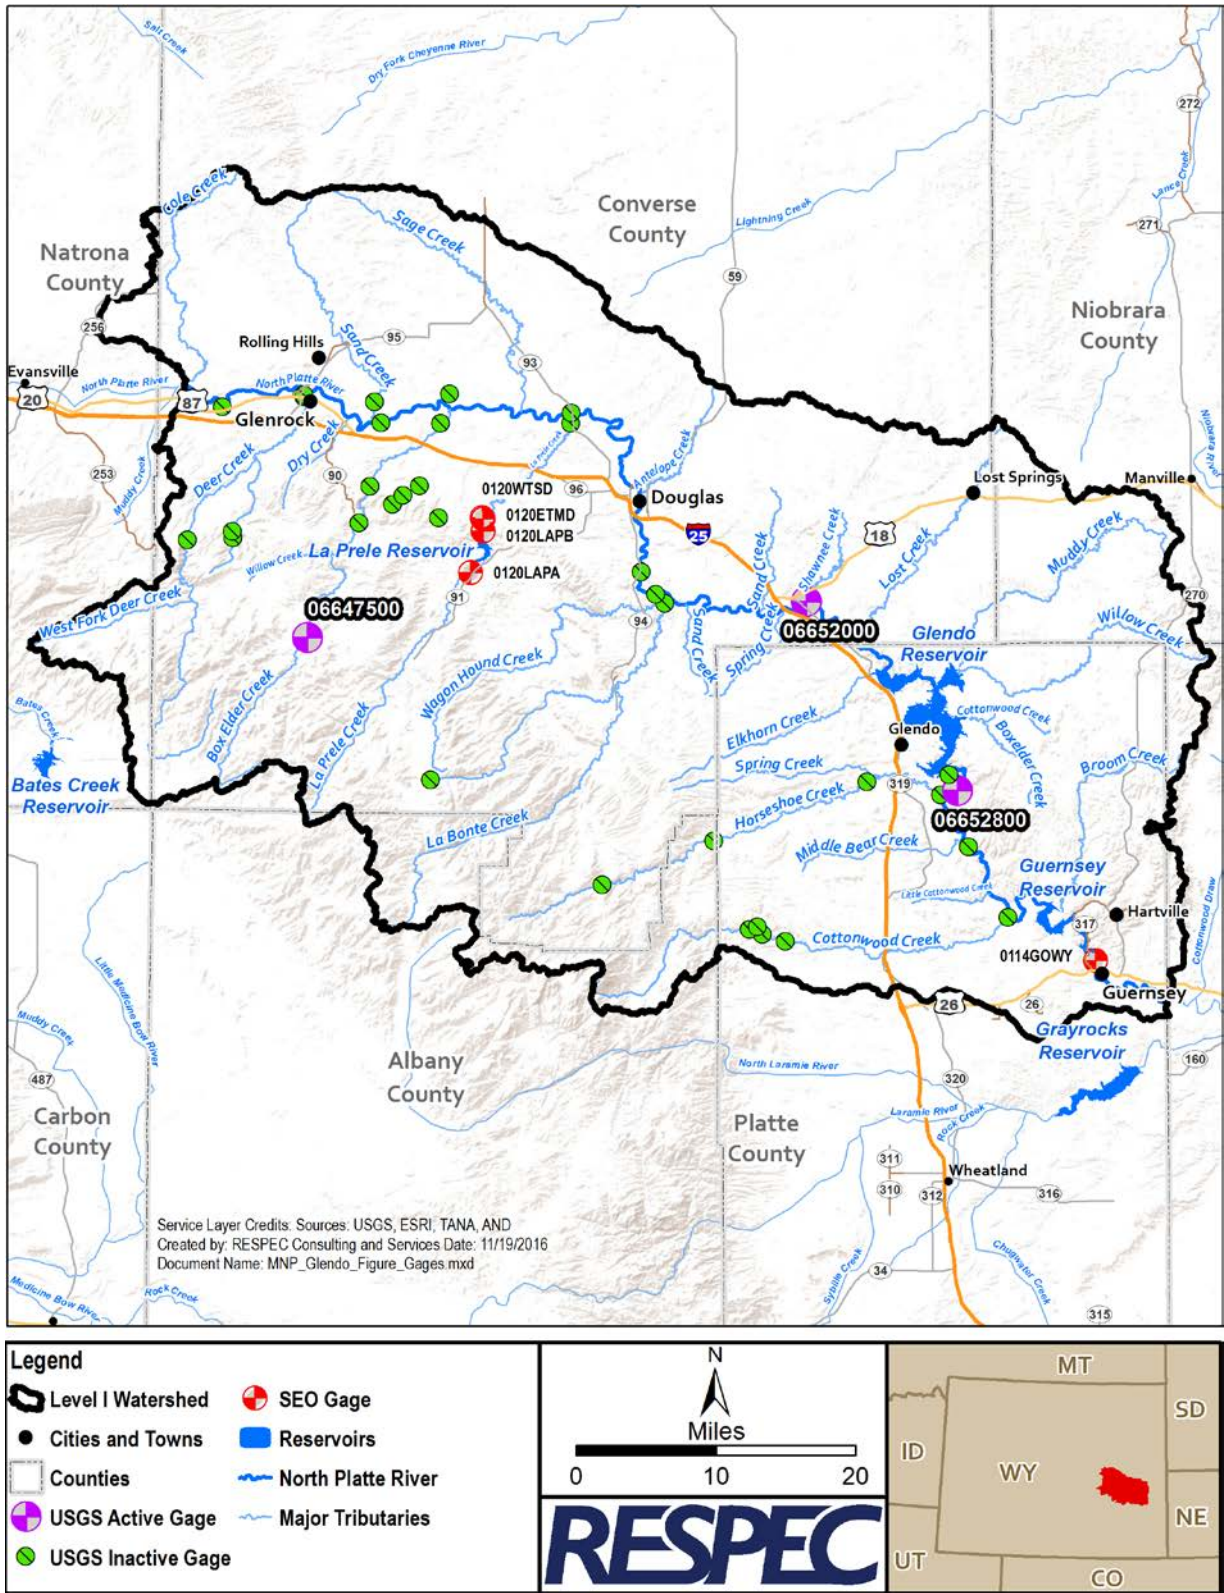 Salt Creek
Dry Fork Cheyenne River
272
Lance Creek
Cole Creek
Sage Creek
Converse
County
Lightning Creek
271
Natrona
County
59
Niobrara
County
256
Rolling Hills
95
Sand Creek
93
Evansville
North Platte River
North Platte River
20
87
Glenrock
Niobrara River
Deer Creek
Dry Creek
La Prele Creek
Antelope Creek
253
Muddy Creek
90
0120WTSD
96
Douglas
Lost Springs
Manville
0120ETMD
0120LAPB
La Prele Reservoir
25
18
Sand Creek
Shawnee Creek
Lost Creek
Muddy Creek
Willow Creek
0120LAPA
91
West Fork Deer Creek
06647500
94
270
06652000
Glendo
Reservoir
Willow Creek
Sand Creek
Spring Creek
Wagon Hound Creek
Bates Creek
Box Elder Creek
La Prele Creek
Elkhorn Creek
Glendo
Cottonwood Creek
Boxelder Creek
Broom Creek
Bates Creek
Reservoir
Spring Creek
319
Horseshoe Creek
06652800
La Bonte Creek
Middle Bear Creek
Guernsey
Reservoir
Little Cottonwood Creek
Hartville
317
Cottonwood Draw
Cottonwood Creek
0114GOWY
Guernsey
26
26
Little Medicine Bow River
Muddy Creek
Grayrocks
Reservoir
Albany
County
North Laramie River
160
487
320
Carbon
County
Laramie River
Rock Creek
Platte
County
311
Wheatland
310
312
316
Service Layer Credits: Sources: USGS, ESRI, TANA, AND
Created by: RESPEC Consulting and Services Date: 11/19/2016
Document Name: MNP_Glendo_Figure_Gages.mxd
Sybille Creek
34
Chugwater Creek
Medicine Bow River
Rock Creek
315
Legend
Level I Watershed
Cities and Towns
Counties
USGS Active Gage
USGS Inactive Gage
SEO Gage
Reservoirs
North Platte River
Major Tributaries
N
Miles
0 10 20
RESPEC
MT
SD
ID
WY
NE
UT
CO